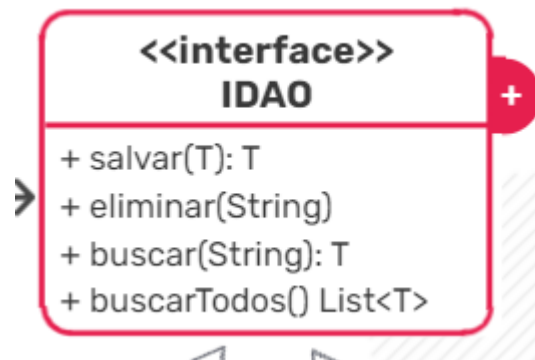 <<interface>>
IDAO
+
+ salvar(T): T
+ eliminar(String)
+ buscar(String): T
+ buscarTodos() List<T>